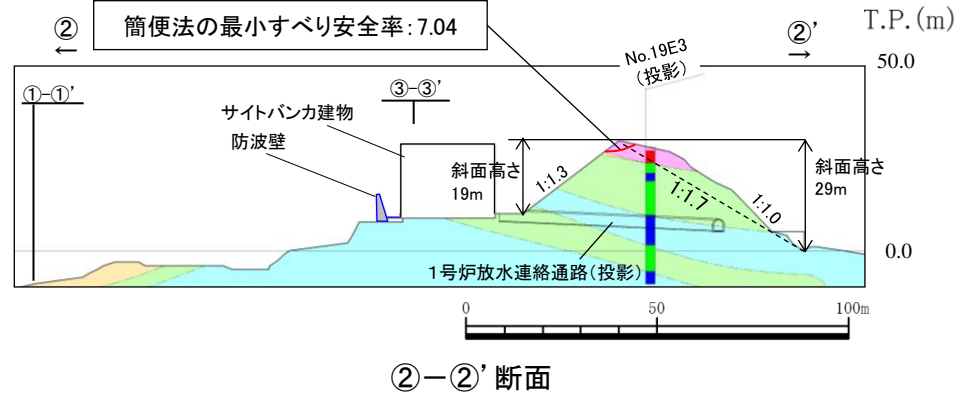 簡便法の最小すべり安全率：7.04
T.P.(m)
②
←
②’
→
50.0
No.19E3
(投影)
①-①’
③-③’
サイトバンカ建物
防波壁
斜面高さ
19m
1:1.3
1:1.7
1:1.0
斜面高さ
29m
0.0
１号炉放水連絡通路(投影)
0
50
100m
②－②’断面